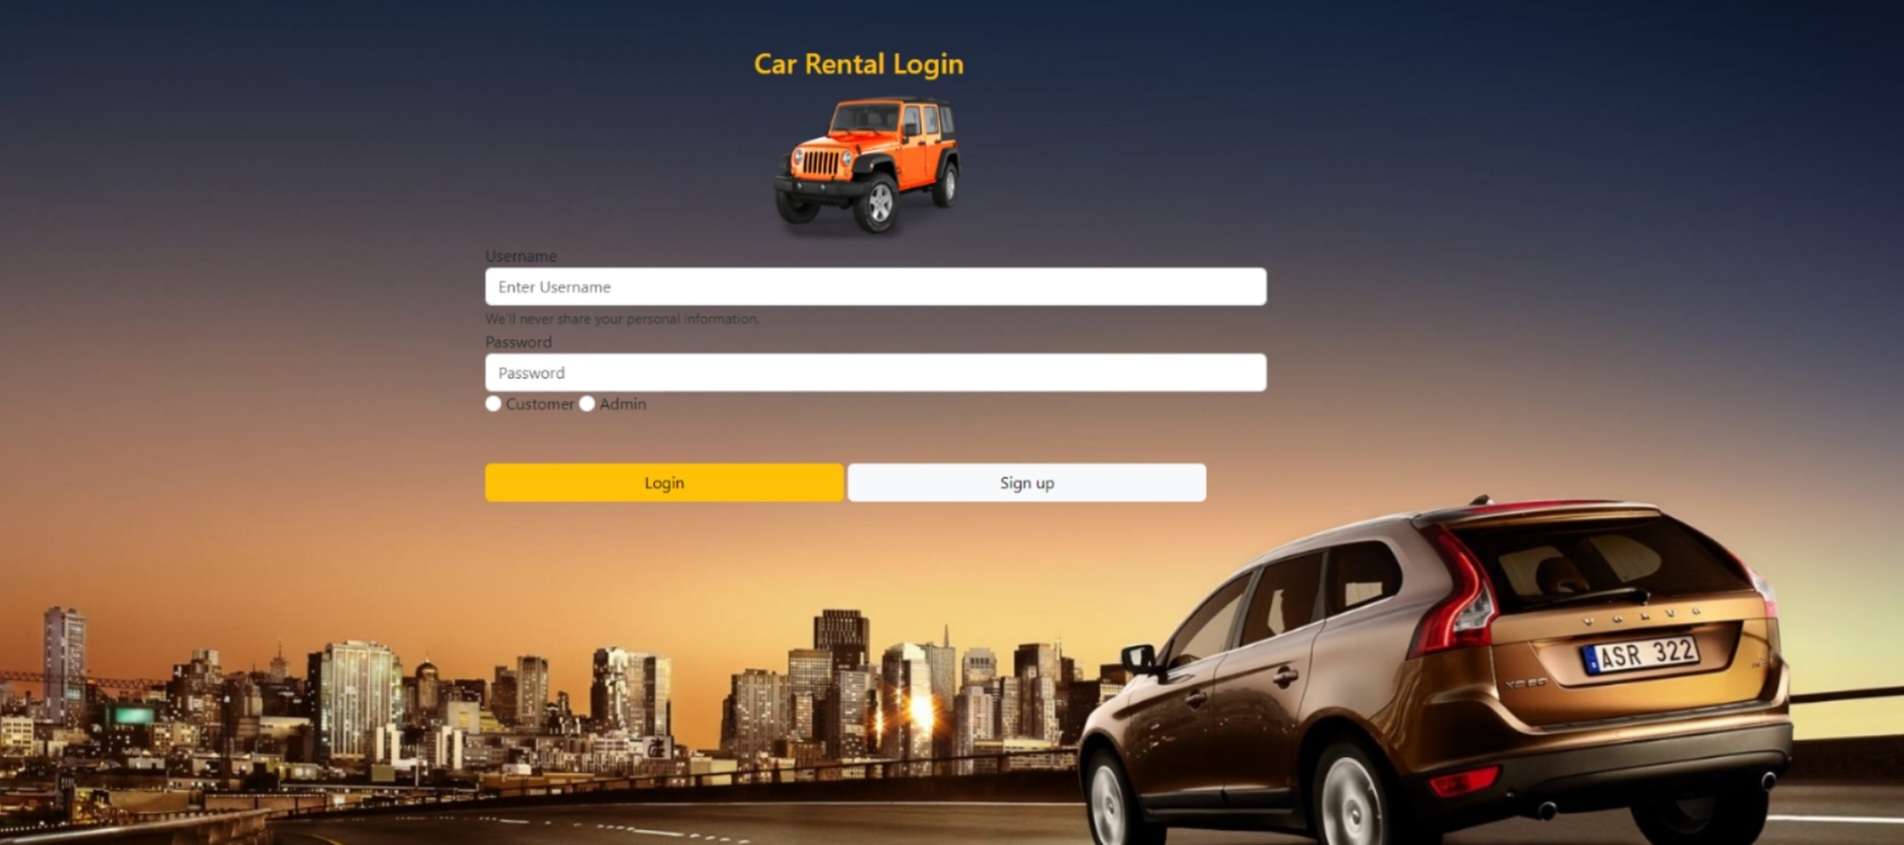 Car Rental Login
Username
Enter Username
We'll never share your personal information.
Password
Password
Customer Admin
Login Sign up
VOLVO
ASR 322
XC60